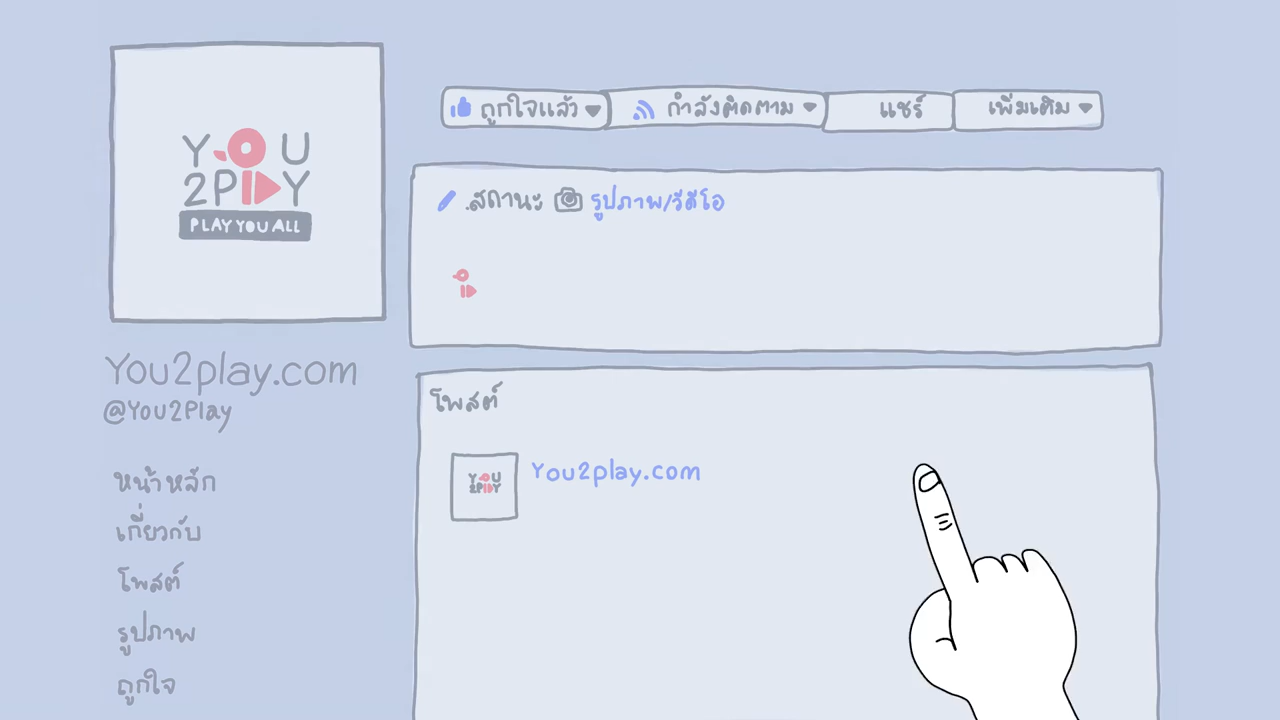 YOU
2PLAY
PLAY YOU ALL
You2play.com
@You2Play
หน้าหลัก
เกี่ยวกับ
โพสต์
รูปภาพ
ถูกใจ
ถูกใจแล้ว
กำลังติดตาม
แชร์
เพิ่มเติม
.สถานะ
รูปภาพ/วีดีโอ
โพสต์
YOU
2PLAY
You2play.com